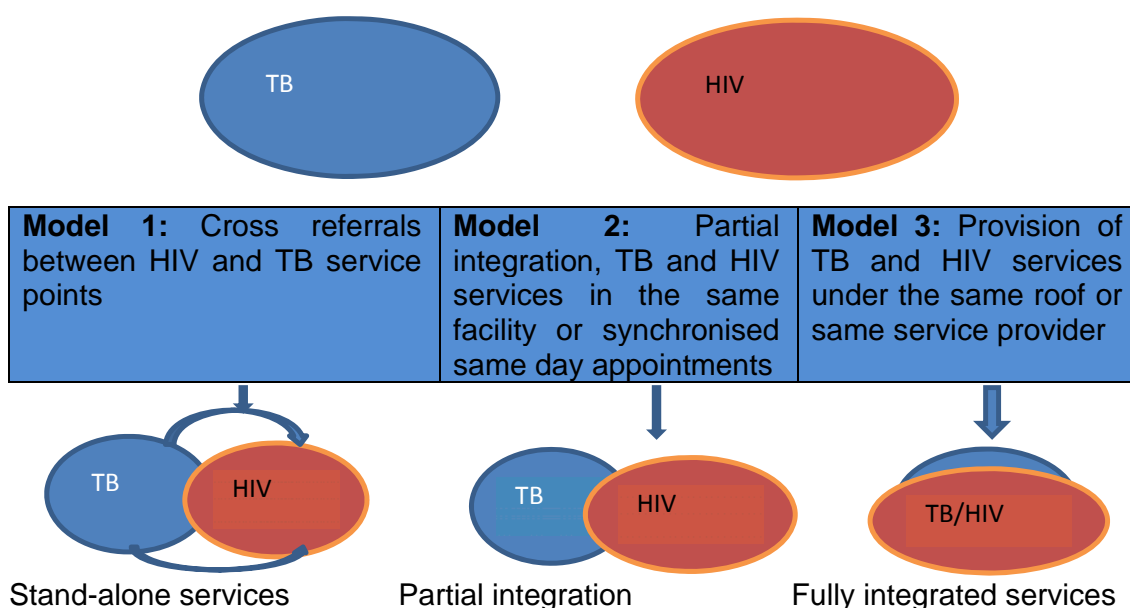 TB
HIV
Model 1: Cross referrals
between HIV and TB service
points
Model 2: Partial
integration, TB and HIV
services in the same
facility or synchronised
same day appointments
Model 3: Provision of
TB and HIV services
under the same roof or
same service provider
TB
HIV
TB
HIV
TB/HIV
Stand-alone services
Partial integration
Fully integrated services